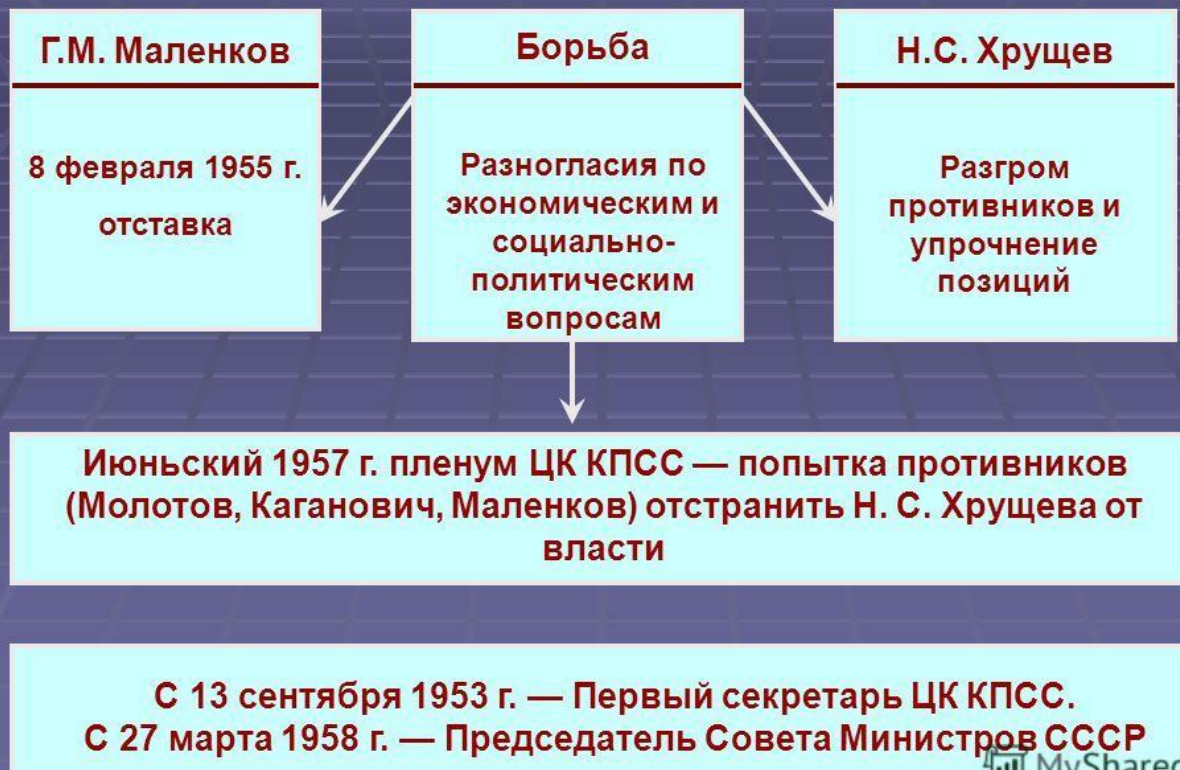 Г.М. Маленков
8 февраля 1955 г.
отставка
Борьба
Разногласия по
экономическим и
социально-
политическим
вопросам
Н.С. Хрущев
Разгром
противников и
упрочнение
позиций
Июньский 1957 г. пленум ЦК КПСС — попытка противников
(Молотов, Каганович, Маленков) отстранить Н. С. Хрущева от
власти
С 13 сентября 1953 г. — Первый секретарь ЦК КПСС.
С 27 марта 1958 г. — Председатель Совета Министров СССР
MyShared